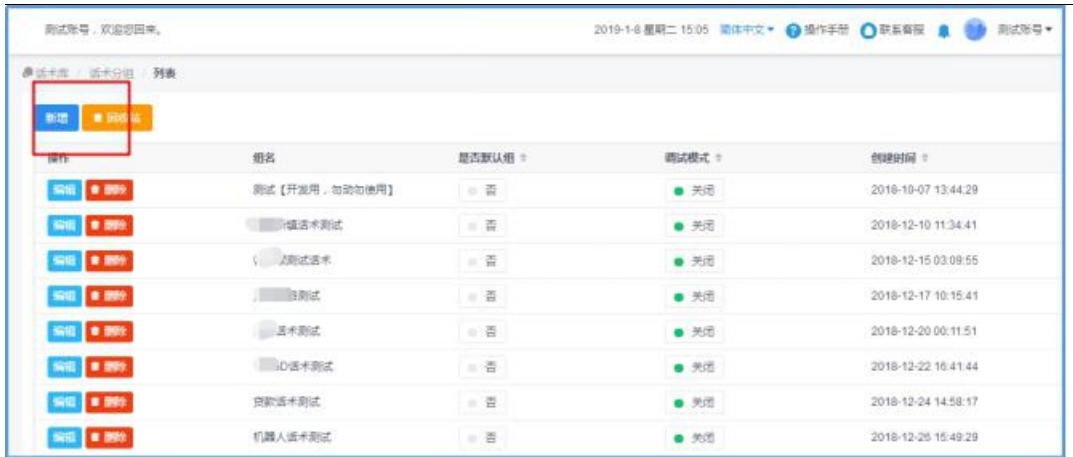 测试账号，欢迎您回来。
2019-1-8 星期二 15:05 简体中文 操作手册 联系客服 测试账号
话术库 / 话术分组 / 列表
新增 回收站
操作 组名 是否默认组 调试模式 创建时间
编辑 删除 测试【开发用，勿动勿使用】 否 关闭 2018-10-07 13:44:29
编辑 删除 镇话术测试 否 关闭 2018-12-10 11:34:41
编辑 删除 测试话术 否 关闭 2018-12-15 03:09:55
编辑 删除 测试 否 关闭 2018-12-17 10:15:41
编辑 删除 话术测试 否 关闭 2018-12-20 00:11:51
编辑 删除 D话术测试 否 关闭 2018-12-22 16:41:44
编辑 删除 贷款话术测试 否 关闭 2018-12-24 14:58:17
编辑 删除 机器人话术测试 否 关闭 2018-12-26 15:49:29